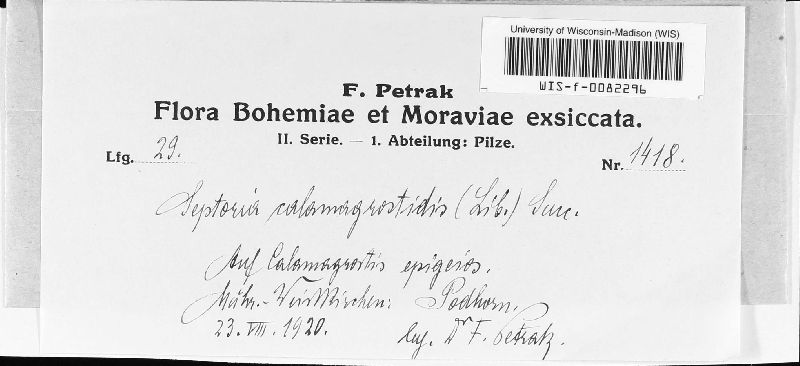 University of Wisconsin-Madison (WIS)
WIS-f-0082296
F. Petrak
Flora Bohemiae et Moraviae exsiccata.
II. Serie. — 1. Abteilung: Pilze.
Lfg. 29.
Nr. 1418.
Septoria calamagrostidis (Lib.) Sacc.
Auf Calamagrostis epigeios.
Mähr.-Weisskirchen: Podhorn.
23. VIII. 1920.
leg. Dr F. Petrak.